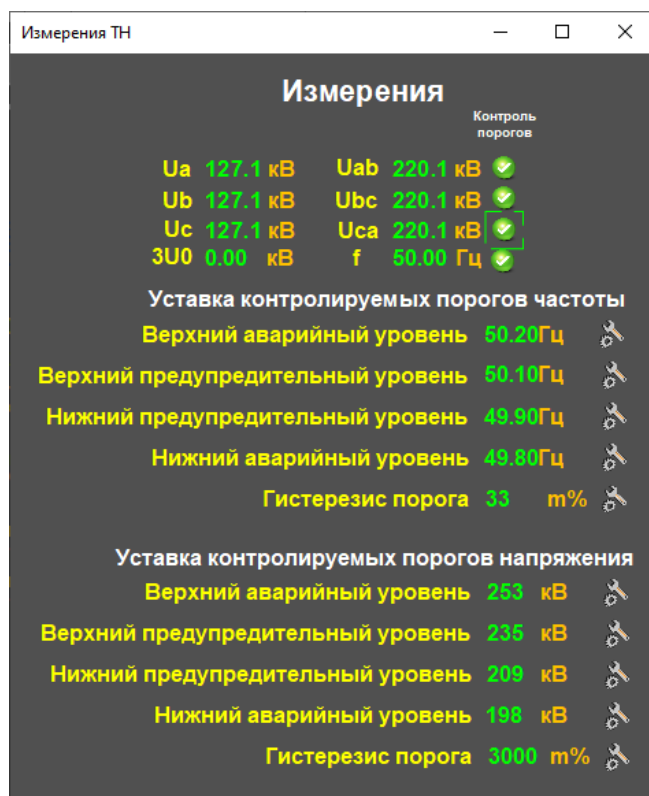 Измерения ТН
Измерения
Контроль
порогов
Ua 127.1 кВ Uab 220.1 кВ
Ub 127.1 кВ Ubc 220.1 кВ
Uc 127.1 кВ Uca 220.1 кВ
3U0 0.00 кВ f 50.00 Гц
Уставка контролируемых порогов частоты
Верхний аварийный уровень 50.20Гц
Верхний предупредительный уровень 50.10Гц
Нижний предупредительный уровень 49.90Гц
Нижний аварийный уровень 49.80Гц
Гистерезис порога 33 m%
Уставка контролируемых порогов напряжения
Верхний аварийный уровень 253 кВ
Верхний предупредительный уровень 235 кВ
Нижний предупредительный уровень 209 кВ
Нижний аварийный уровень 198 кВ
Гистерезис порога 3000 m%